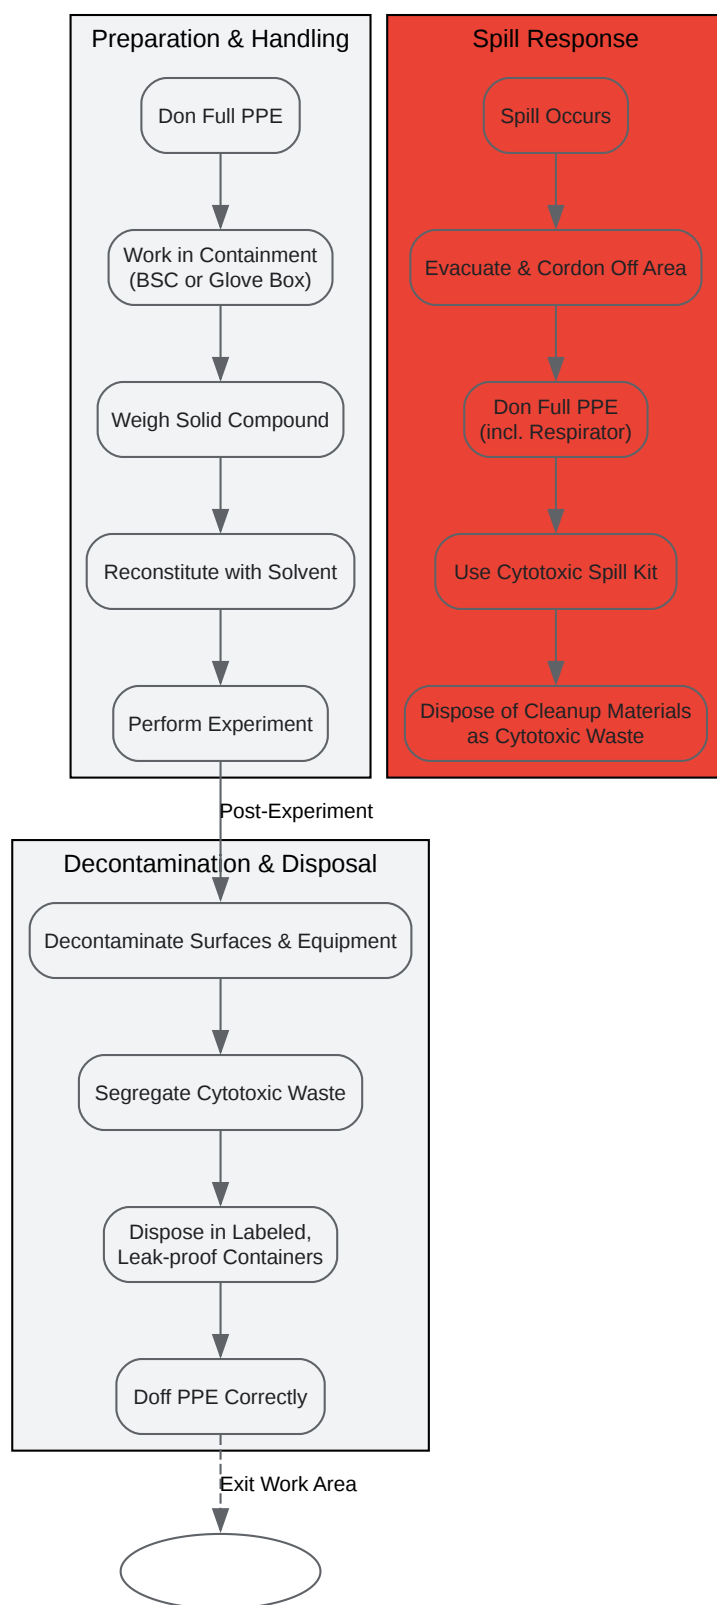 Preparation & Handling
Don Full PPE
Work in Containment
(BSC or Glove Box)
Weigh Solid Compound
Reconstitute with Solvent
Perform Experiment
Spill Response
Spill Occurs
Evacuate & Cordon Off Area
Don Full PPE
(incl. Respirator)
Use Cytotoxic Spill Kit
Dispose of Cleanup Materials
as Cytotoxic Waste
Post-Experiment
Decontamination & Disposal
Decontaminate Surfaces & Equipment
Segregate Cytotoxic Waste
Dispose in Labeled,
Leak-proof Containers
Doff PPE Correctly
Exit Work Area